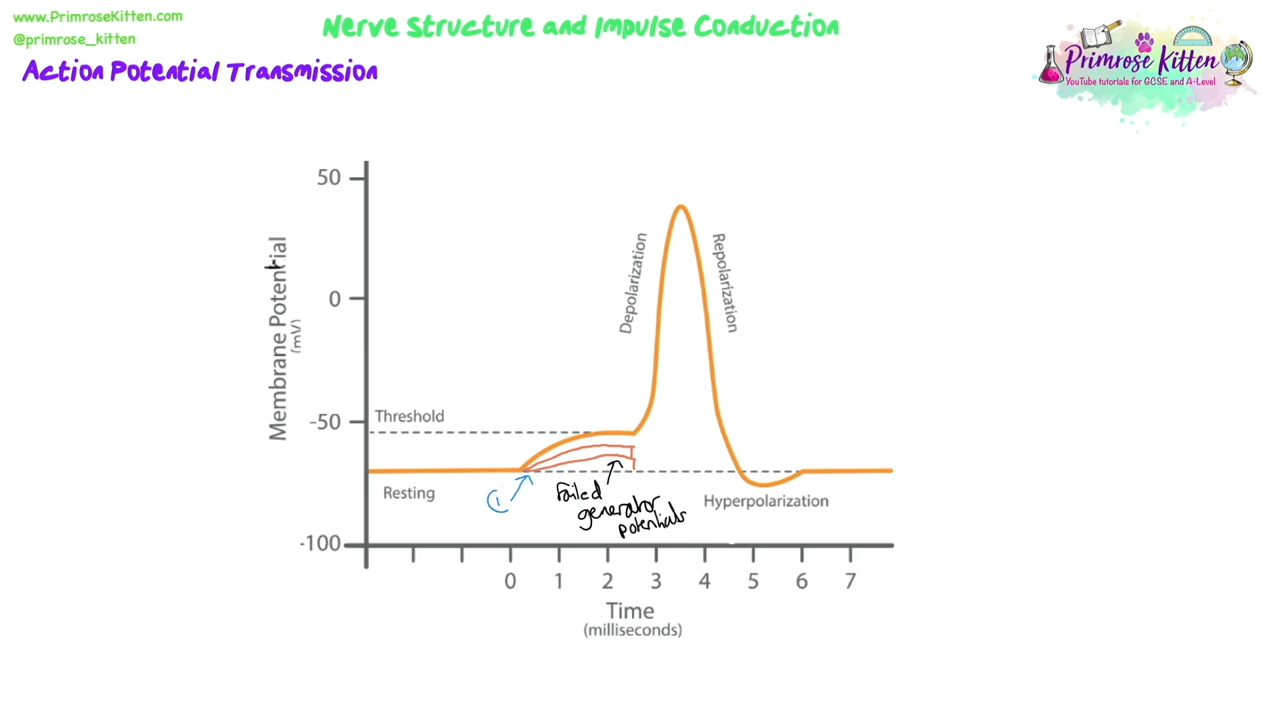 www.PrimroseKitten.com
@primrose_kitten
Nerve Structure and Impulse Conduction
Action Potential Transmission
Primrose Kitten
YouTube tutorials for GCSE and A-Level
50
0
-50
-100
Membrane Potential
(mV)
Threshold
Resting
Depolarization
Repolarization
Hyperpolarization
1
Failed
generator
potentials
0 1 2 3 4 5 6 7
Time
(milliseconds)